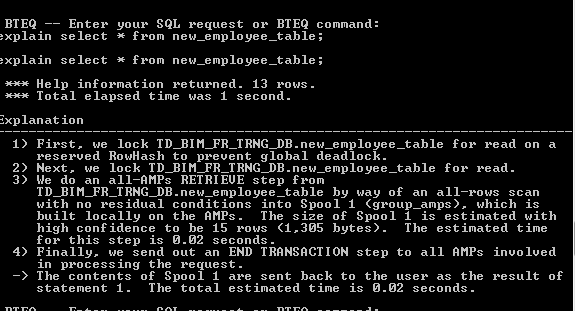 BTEQ -- Enter your SQL request or BTEQ command:
explain select * from new_employee_table;
explain select * from new_employee_table;
*** Help information returned. 13 rows.
*** Total elapsed time was 1 second.
Explanation
---------------------------------------------------------------------------
1) First, we lock TD_BIM_FR_TRNG_DB.new_employee_table for read on a
reserved RowHash to prevent global deadlock.
2) Next, we lock TD_BIM_FR_TRNG_DB.new_employee_table for read.
3) We do an all-AMPs RETRIEVE step from
TD_BIM_FR_TRNG_DB.new_employee_table by way of an all-rows scan
with no residual conditions into Spool 1 (group_amps), which is
built locally on the AMPs.  The size of Spool 1 is estimated with
high confidence to be 15 rows (1,305 bytes).  The estimated time
for this step is 0.02 seconds.
4) Finally, we send out an END TRANSACTION step to all AMPs involved
in processing the request.
-> The contents of Spool 1 are sent back to the user as the result of
statement 1.  The total estimated time is 0.02 seconds.
BTEQ -- Enter your SQL request or BTEQ command: